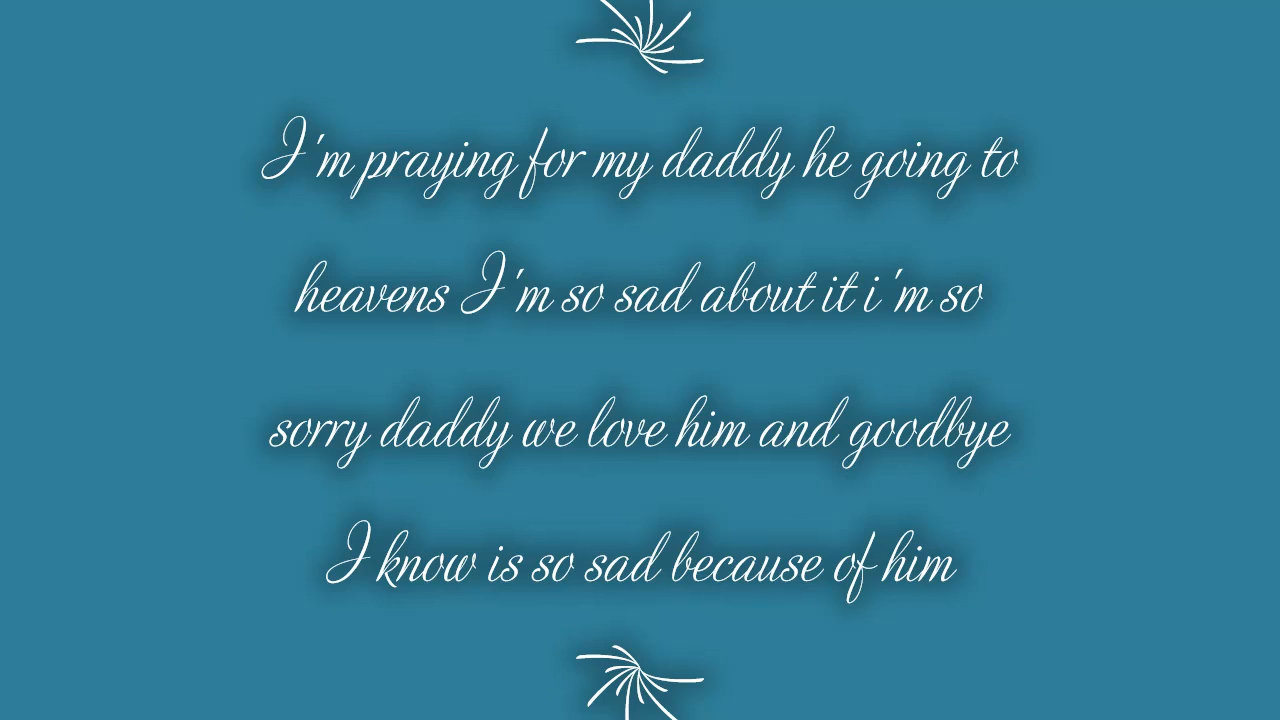 I'm praying for my daddy he going to
heavens I'm so sad about it i'm so
sorry daddy we love him and goodbye
I know is so sad because of him